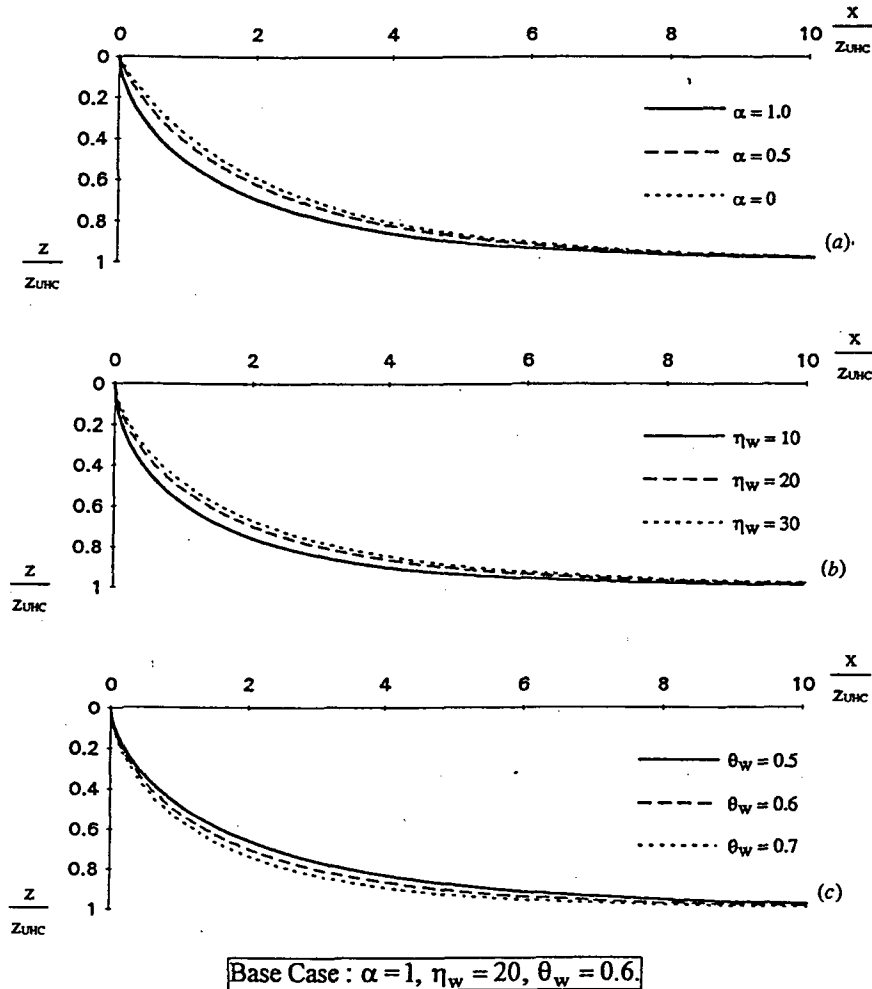 0 2 4 6 8 10 x/zUHC
0
0.2
0.4
0.6
0.8
1
z/zUHC
α = 1.0
α = 0.5
α = 0
(a)
0 2 4 6 8 10 x/zUHC
0
0.2
0.4
0.6
0.8
1
z/zUHC
ηw = 10
ηw = 20
ηw = 30
(b)
0 2 4 6 8 10 x/zUHC
0
0.2
0.4
0.6
0.8
1
z/zUHC
θw = 0.5
θw = 0.6
θw = 0.7
(c)
Base Case : α = 1, ηw = 20, θw = 0.6.